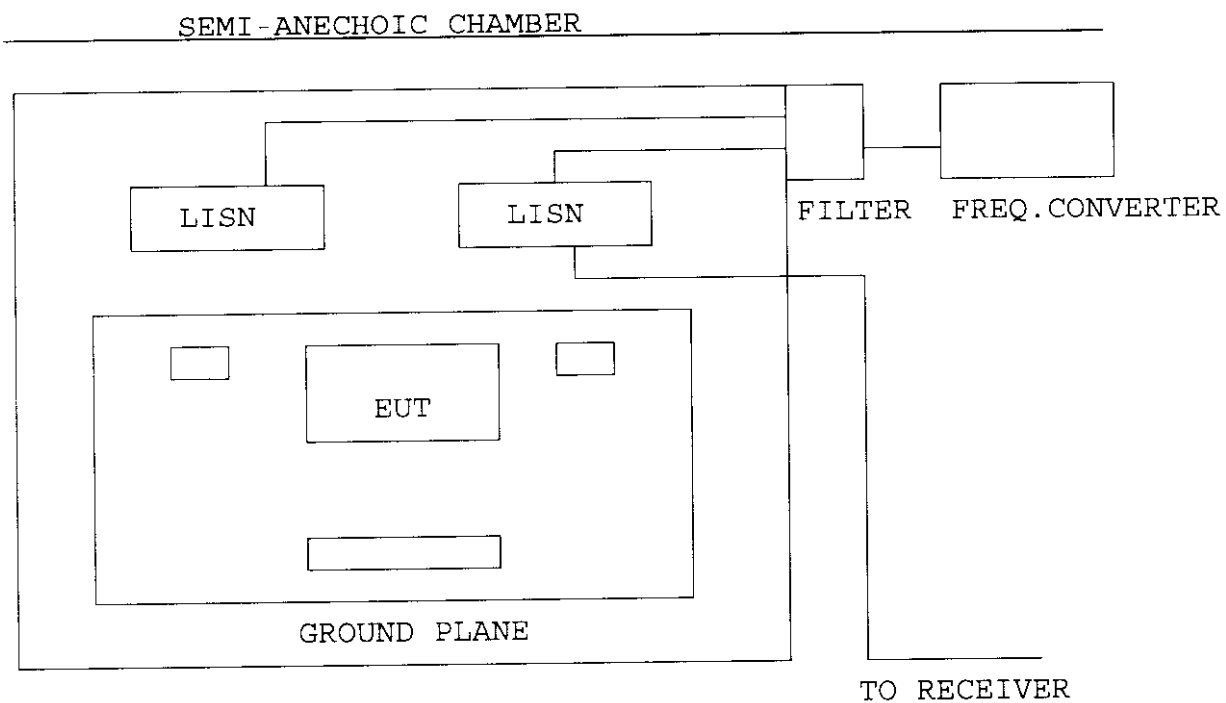 SEMI-ANECHOIC CHAMBER
LISN
LISN
FILTER
FREQ.CONVERTER
EUT
GROUND PLANE
TO RECEIVER